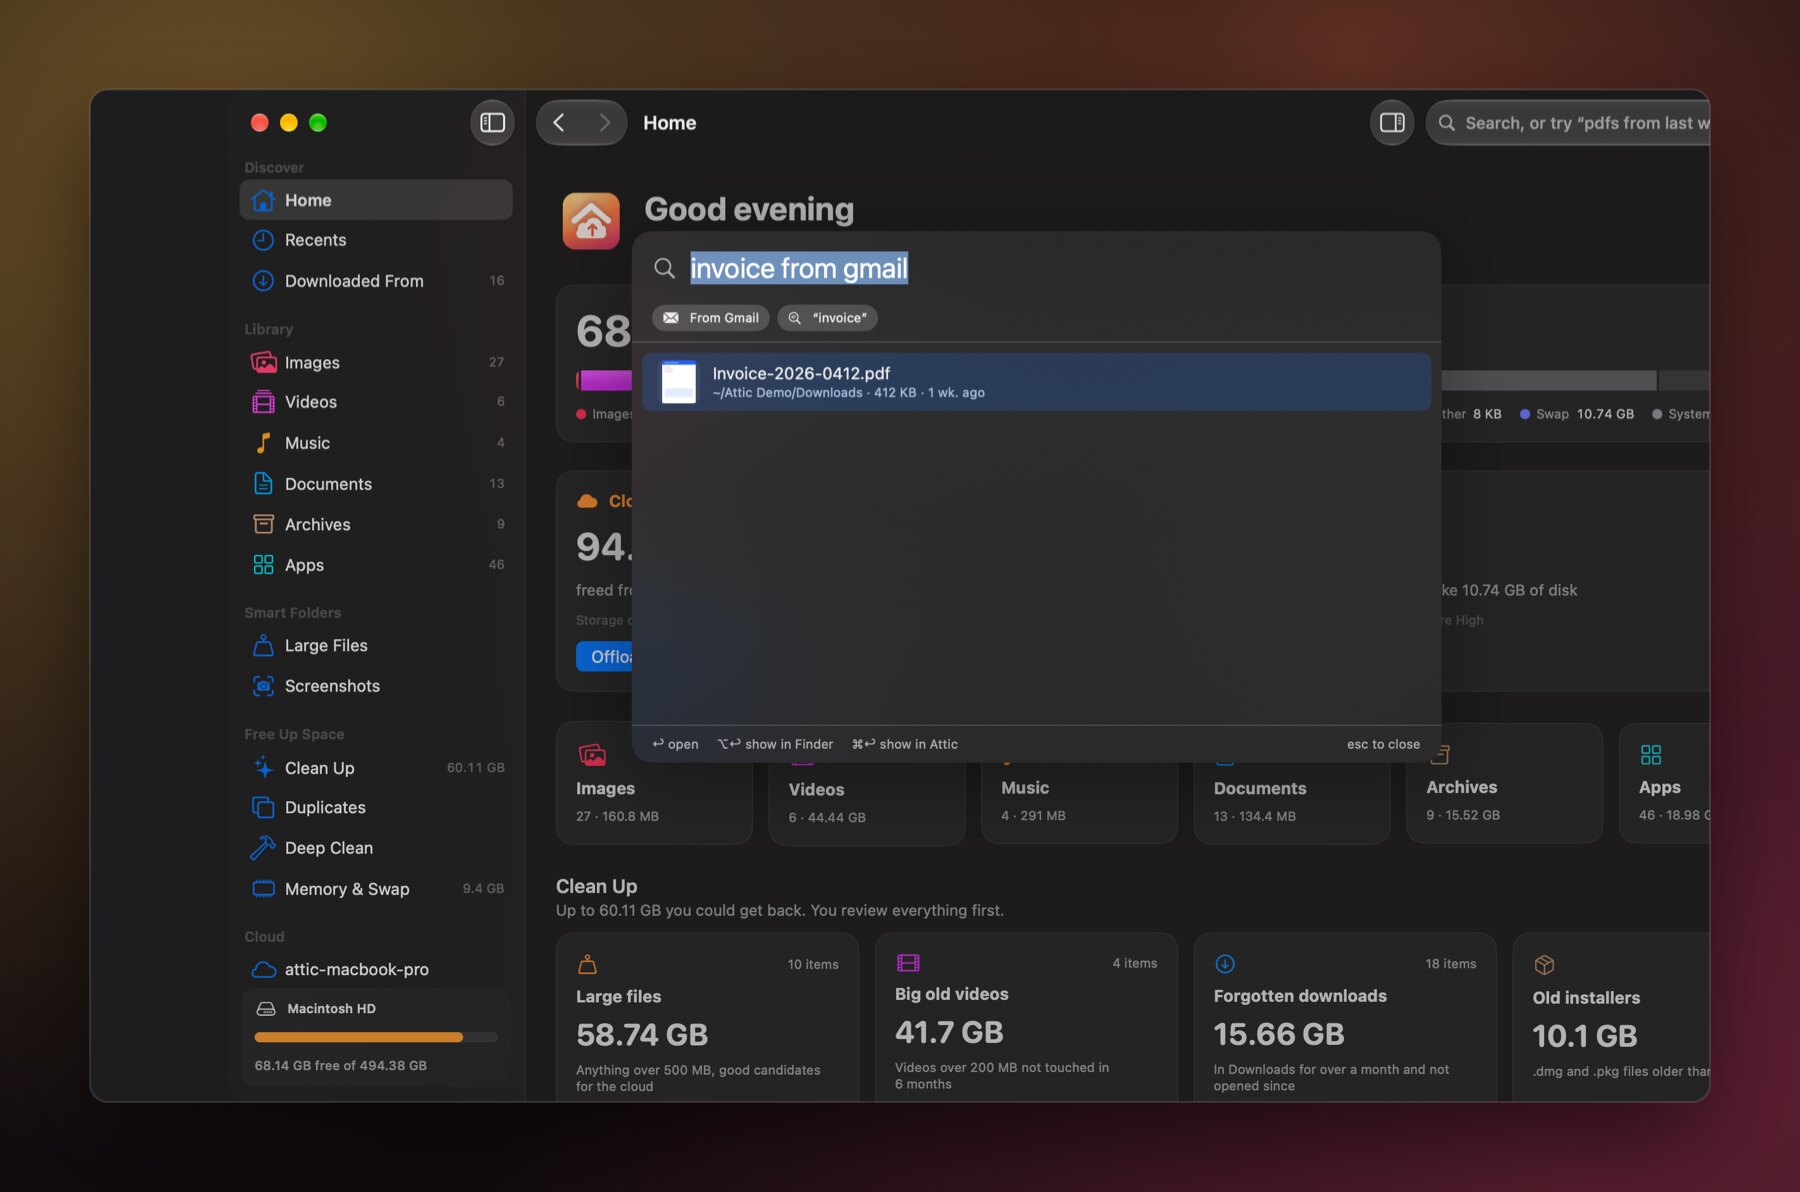 Home
Search, or try “pdfs from last w
Discover
Home
Recents
Downloaded From 16
Library
Images 27
Videos 6
Music 4
Documents 13
Archives 9
Apps 46
Smart Folders
Large Files
Screenshots
Free Up Space
Clean Up 60.11 GB
Duplicates
Deep Clean
Memory & Swap 9.4 GB
Cloud
attic-macbook-pro
Macintosh HD
68.14 GB free of 494.38 GB
Good evening
invoice from gmail
From Gmail “invoice”
Invoice-2026-0412.pdf
~/Attic Demo/Downloads · 412 KB · 1 wk. ago
↩ open ⌥↩ show in Finder ⌘↩ show in Attic esc to close
68
Images
ther 8 KB Swap 10.74 GB System
Clo
94.
freed fro
ke 10.74 GB of disk
Storage
re High
Offloa
Images
27 · 160.8 MB
Videos
6 · 44.44 GB
Music
4 · 291 MB
Documents
13 · 134.4 MB
Archives
9 · 15.52 GB
Apps
46 · 18.98 G
Clean Up
Up to 60.11 GB you could get back. You review everything first.
10 items
Large files
58.74 GB
Anything over 500 MB, good candidates
for the cloud
4 items
Big old videos
41.7 GB
Videos over 200 MB not touched in
6 months
18 items
Forgotten downloads
15.66 GB
In Downloads for over a month and not
opened since
Old installers
10.1 GB
.dmg and .pkg files older than